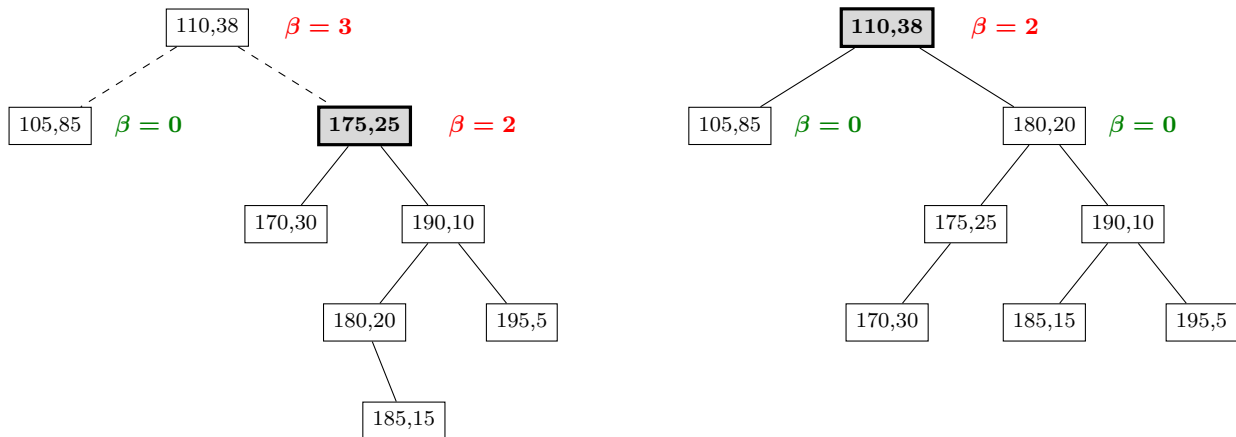 110,38 β = 3
105,85 β = 0 175,25 β = 2
170,30 190,10
180,20 195,5
185,15
110,38 β = 2
105,85 β = 0 180,20 β = 0
175,25 190,10
170,30 185,15 195,5